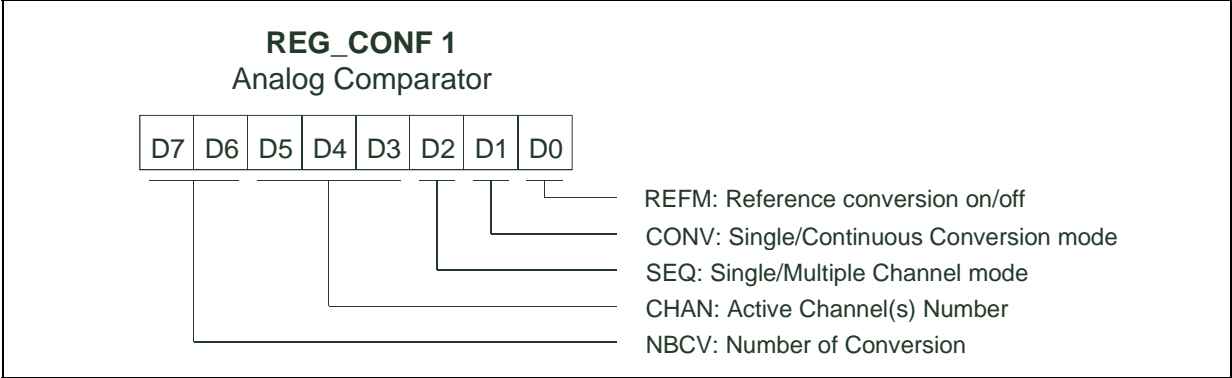 REG_CONF 1
Analog Comparator
D7 D6 D5 D4 D3 D2 D1 D0
REFM: Reference conversion on/off
CONV: Single/Continuous Conversion mode
SEQ: Single/Multiple Channel mode
CHAN: Active Channel(s) Number
NBCV: Number of Conversion